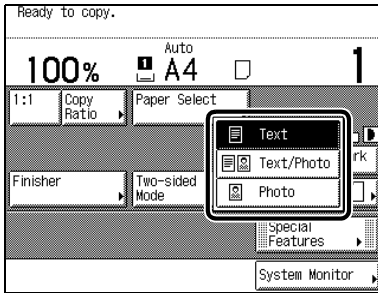 Ready to copy.
Auto
100% 1 A4 1
1:1 Copy Ratio
Paper Select
Text
Text/Photo
Photo
rk
Finisher
Two-sided Mode
Special Features
System Monitor